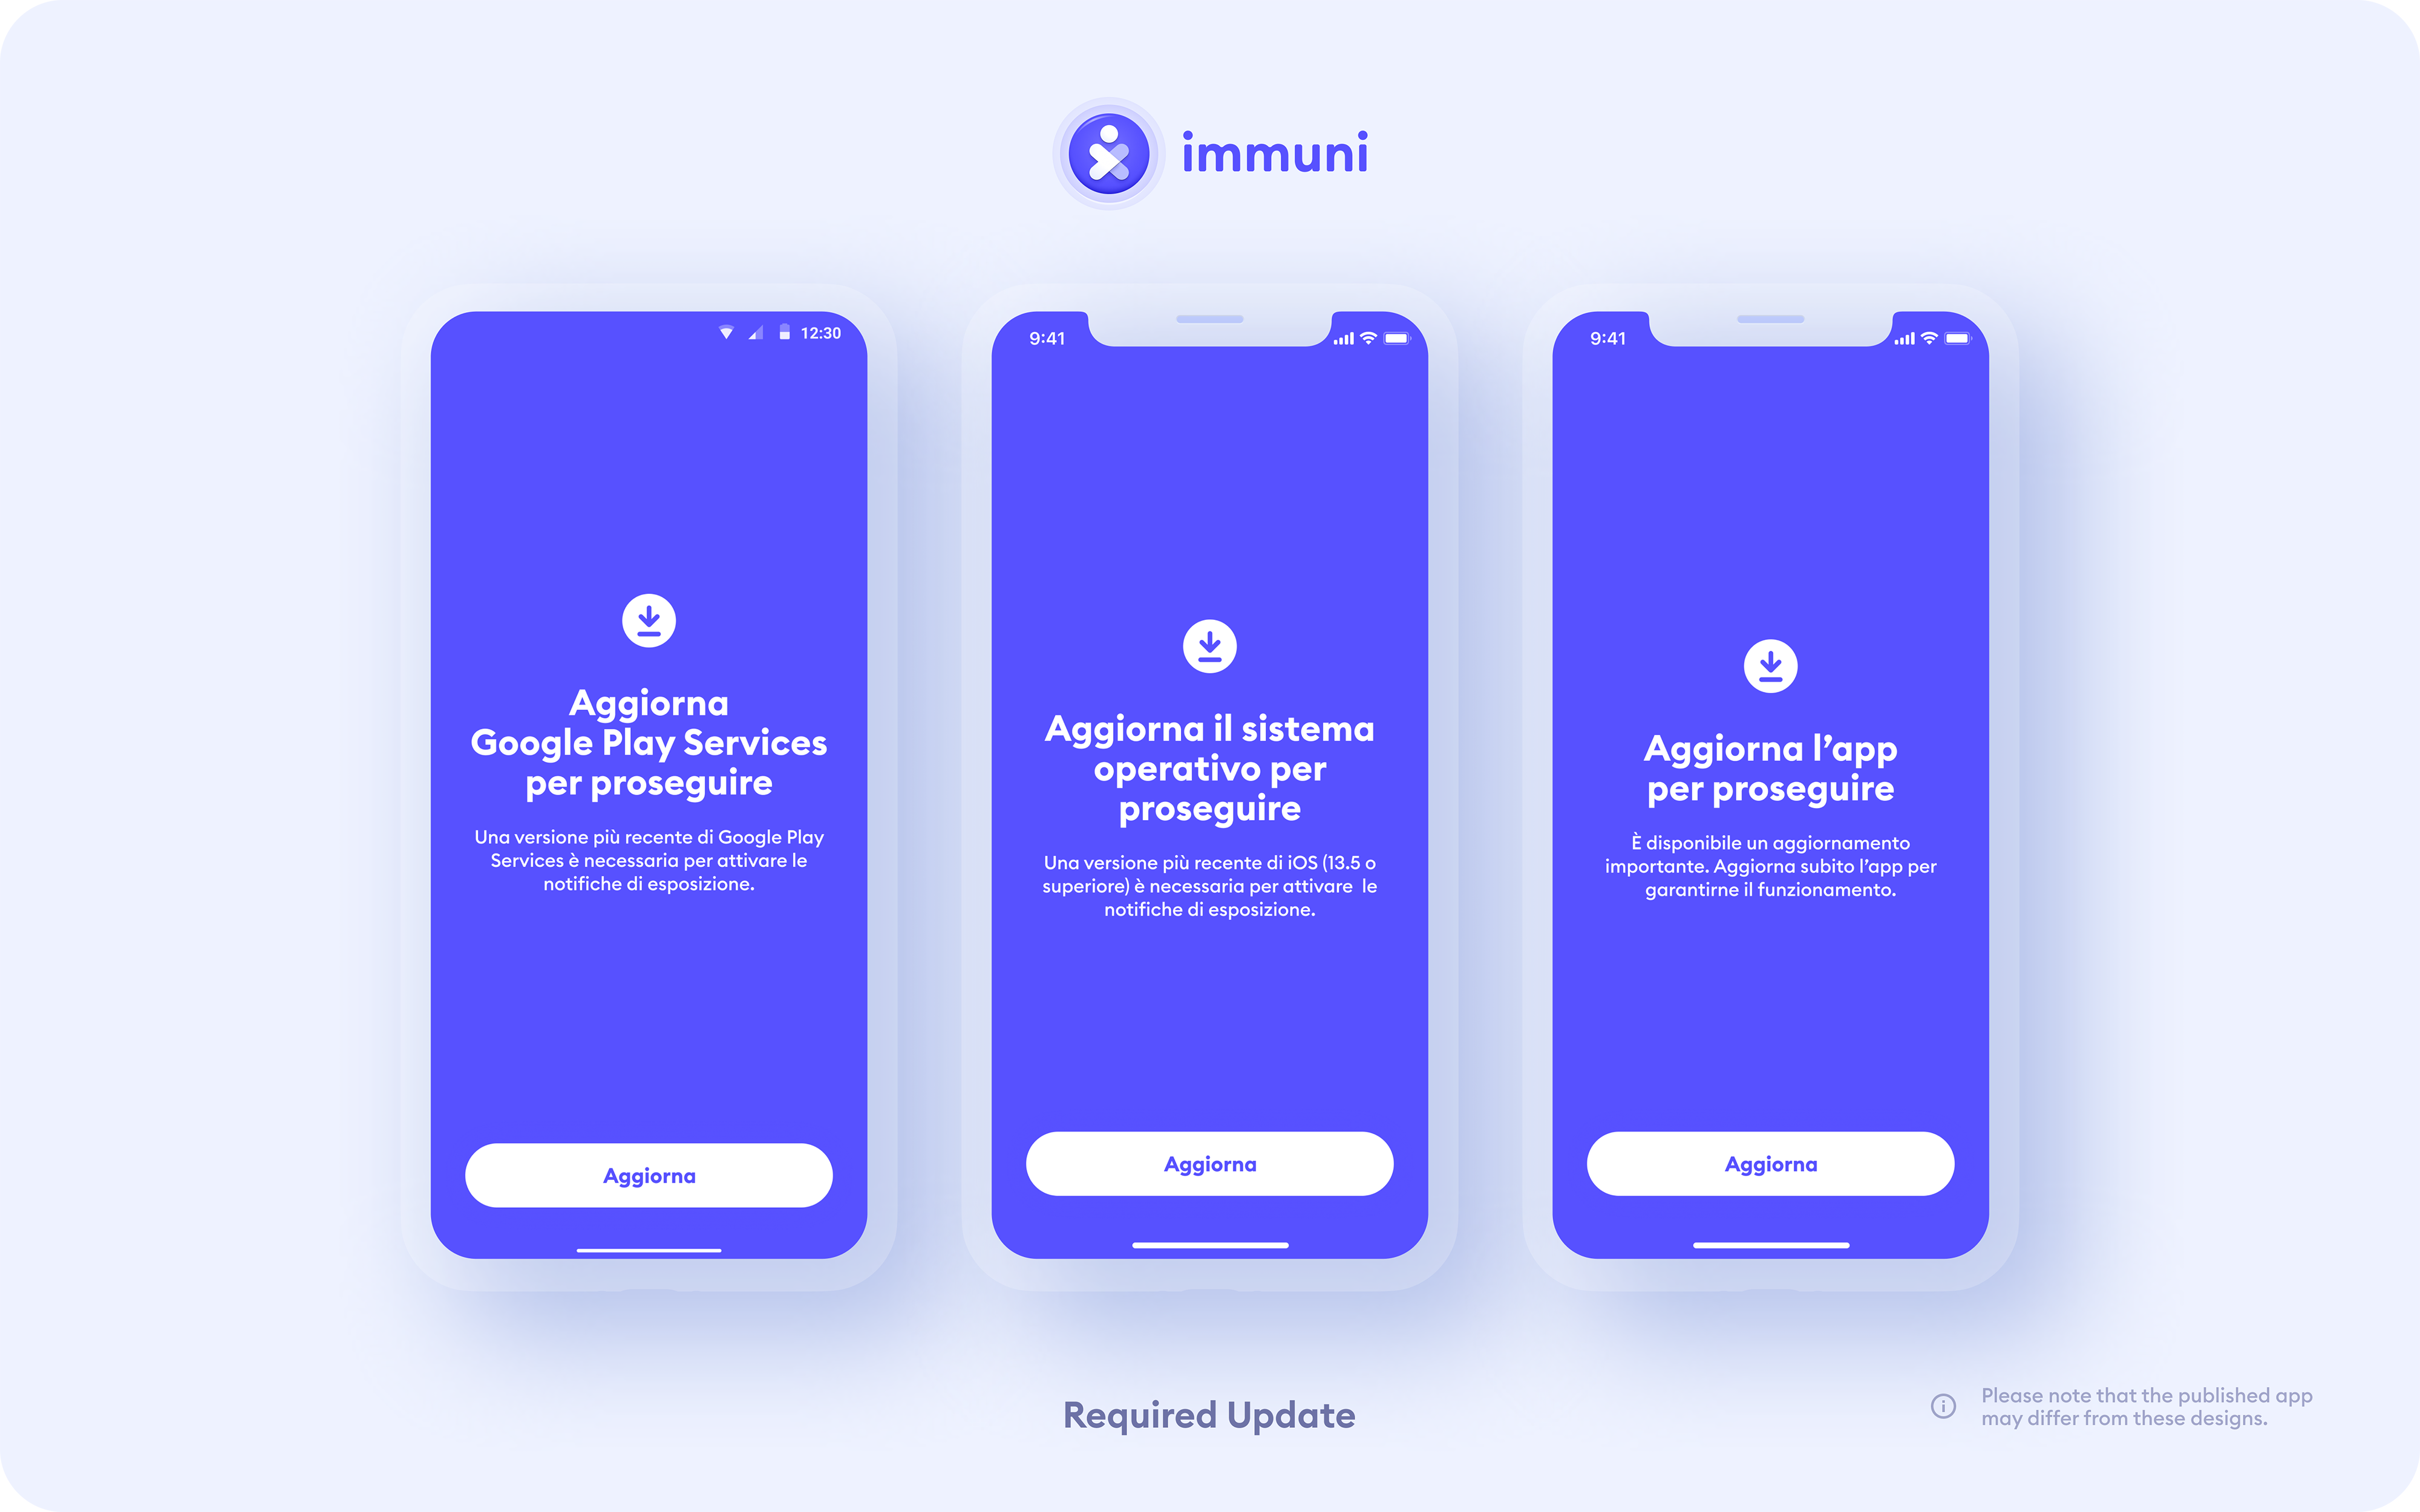 immuni
12:30
Aggiorna
Google Play Services
per proseguire
Una versione più recente di Google Play
Services è necessaria per attivare le
notifiche di esposizione.
Aggiorna
9:41
Aggiorna il sistema
operativo per
proseguire
Una versione più recente di iOS (13.5 o
superiore) è necessaria per attivare  le
notifiche di esposizione.
Aggiorna
9:41
Aggiorna l’app
per proseguire
È disponibile un aggiornamento
importante. Aggiorna subito l’app per
garantirne il funzionamento.
Aggiorna
Required Update
Please note that the published app
may differ from these designs.